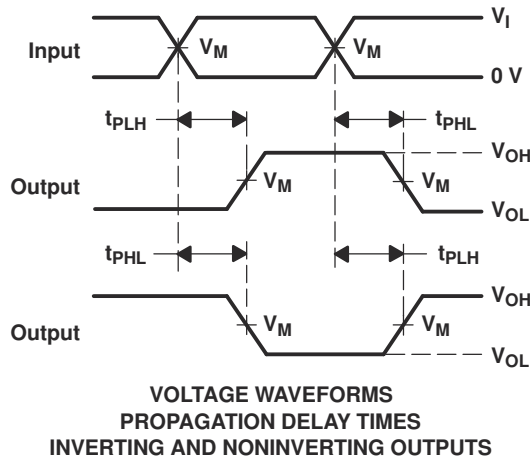 V_I
Input
V_M
V_M
0 V
t_PLH
t_PHL
V_OH
Output
V_M
V_M
V_OL
t_PHL
t_PLH
V_OH
Output
V_M
V_M
V_OL
VOLTAGE WAVEFORMS
PROPAGATION DELAY TIMES
INVERTING AND NONINVERTING OUTPUTS